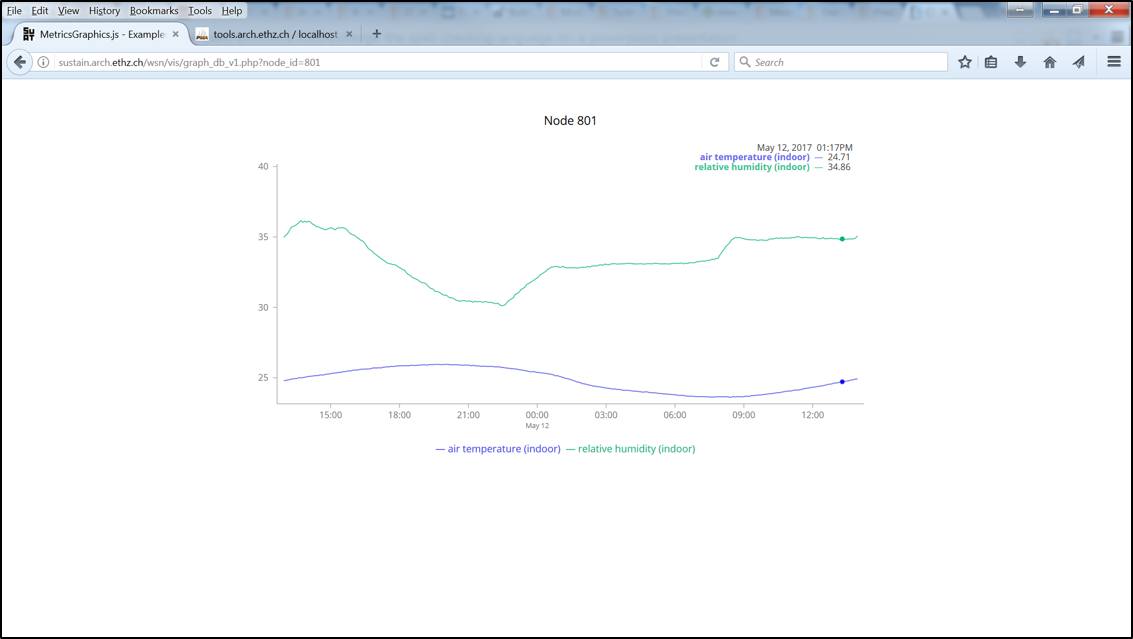 File Edit View History Bookmarks Tools Help
MetricsGraphics.js - Example
tools.arch.ethz.ch / localhost
sustain.arch.ethz.ch/wsn/vis/graph_db_v1.php?node_id=801
Search
Node 801
May 12, 2017 01:17PM
air temperature (indoor) — 24.71
relative humidity (indoor) — 34.86
40
35
30
25
15:00 18:00 21:00 00:00 03:00 06:00 09:00 12:00
May 12
— air temperature (indoor) — relative humidity (indoor)